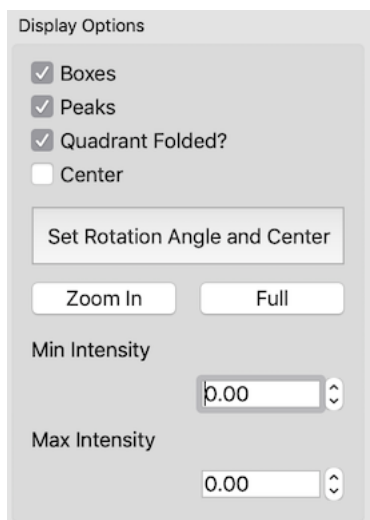 Display Options
Boxes
Peaks
Quadrant Folded?
Center
Set Rotation Angle and Center
Zoom In Full
Min Intensity
0.00
Max Intensity
0.00